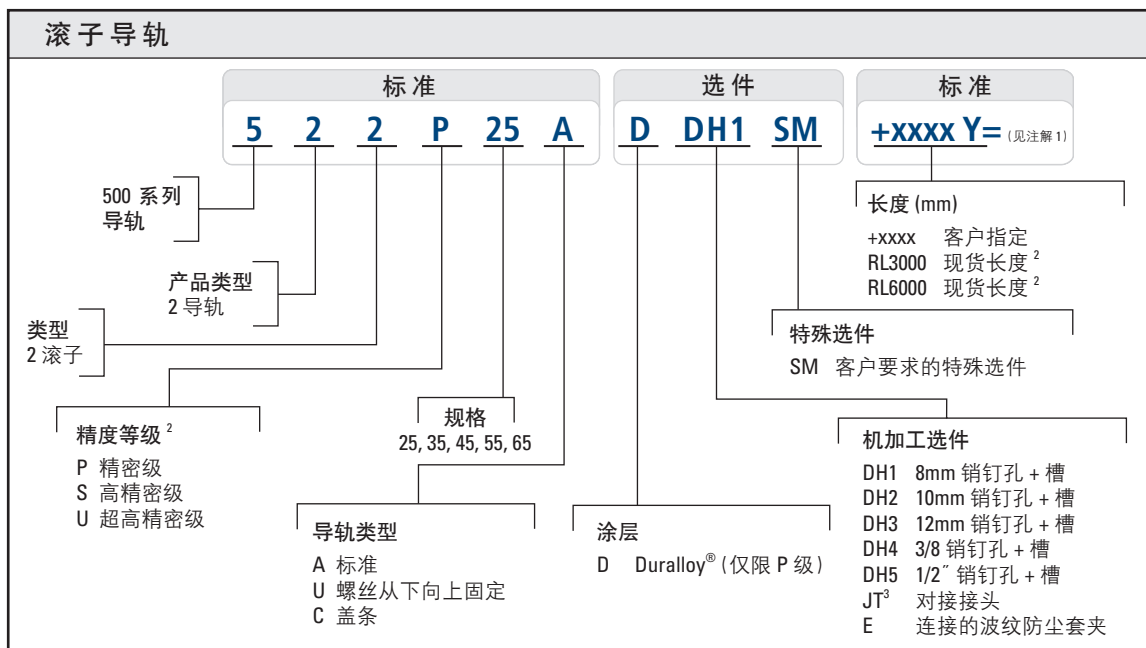 滚子导轨
标准
选件
标准
5 2 2 P 25 A
D DH1 SM
+xxxx Y= (见注解 1)
500 系列
导轨
产品类型
2 导轨
类型
2 滚子
精度等级 2
P 精密级
S 高精密级
U 超高精密级
规格
25, 35, 45, 55, 65
导轨类型
A 标准
U 螺丝从下向上固定
C 盖条
涂层
D Duralloy® (仅限 P 级)
长度 (mm)
+xxxx 客户指定
RL3000 现货长度 2
RL6000 现货长度 2
特殊选件
SM 客户要求的特殊选件
机加工选件
DH1 8mm 销钉孔 + 槽
DH2 10mm 销钉孔 + 槽
DH3 12mm 销钉孔 + 槽
DH4 3/8 销钉孔 + 槽
DH5 1/2˝ 销钉孔 + 槽
JT3 对接接头
E 连接的波纹防尘套夹